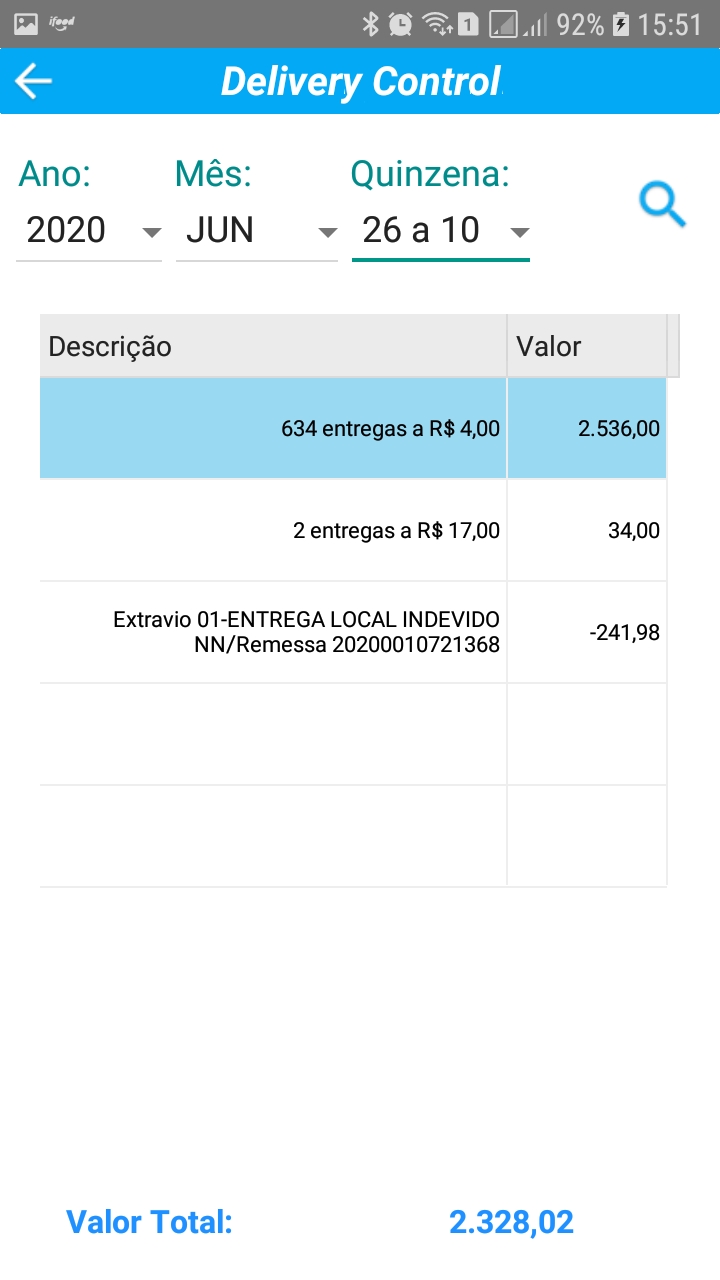 ifood 1 92% 15:51
Delivery Control
Ano: Mês: Quinzena:
2020 JUN 26 a 10
Descrição Valor
634 entregas a R$ 4,00 2.536,00
2 entregas a R$ 17,00 34,00
Extravio 01-ENTREGA LOCAL INDEVIDO
NN/Remessa 20200010721368 -241,98
Valor Total: 2.328,02